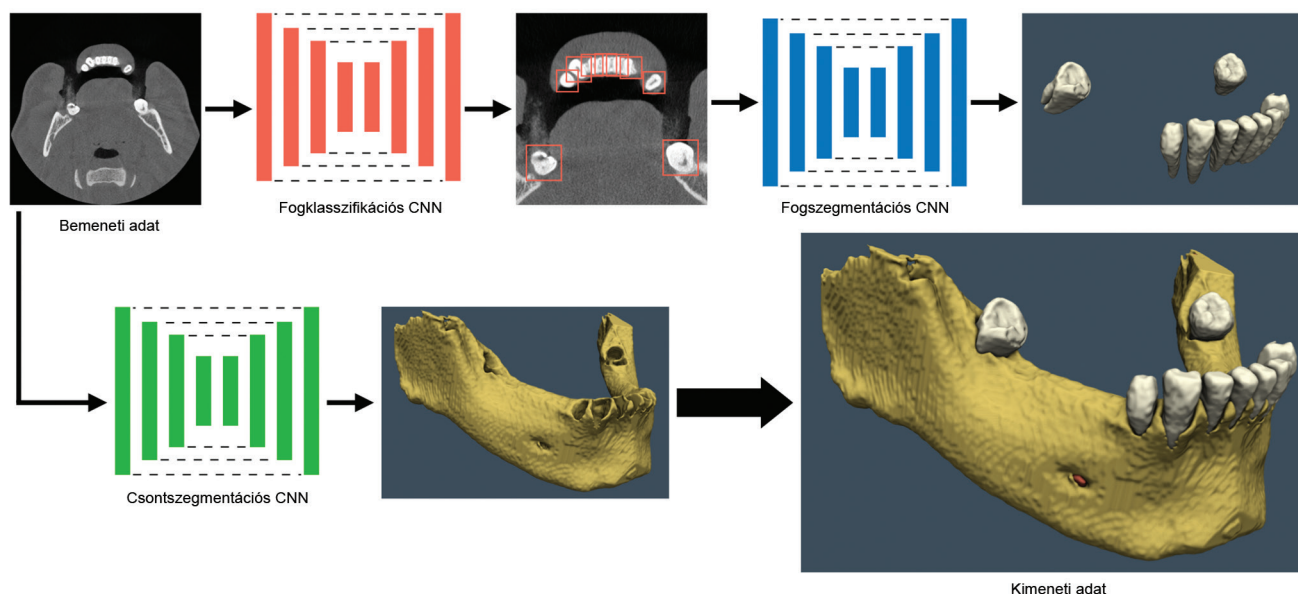 Bemeneti adat
Fogklasszifikációs CNN
Fogszegmentációs CNN
Csontszegmentációs CNN
Kimeneti adat